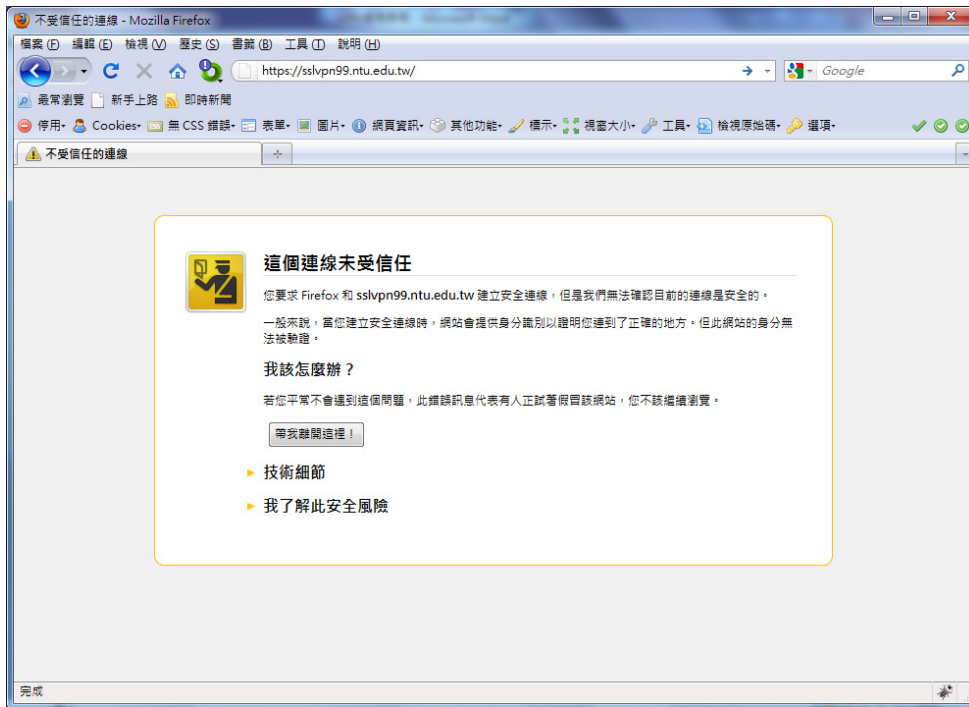 不受信任的連線 - Mozilla Firefox
檔案(F) 編輯(E) 檢視(V) 歷史(S) 書籤(B) 工具(T) 說明(H)
https://sslvpn99.ntu.edu.tw/ Google
最常瀏覽 新手上路 即時新聞
停用 Cookies 無 CSS 錯誤 表單 圖片 網頁資訊 其他功能 標示 視窗大小 工具 檢視原始碼 選項
不受信任的連線
這個連線未受信任
您要求 Firefox 和 sslvpn99.ntu.edu.tw 建立安全連線,但是我們無法確認目前的連線是安全的。
一般來說,當您建立安全連線時,網站會提供身分識別以證明您連到了正確的地方。但此網站的身分無
法被驗證。
我該怎麼辦?
若您平常不會遇到這個問題,此錯誤訊息代表有人正試著假冒該網站,您不該繼續瀏覽。
帶我離開這裡!
技術細節
我了解此安全風險
完成